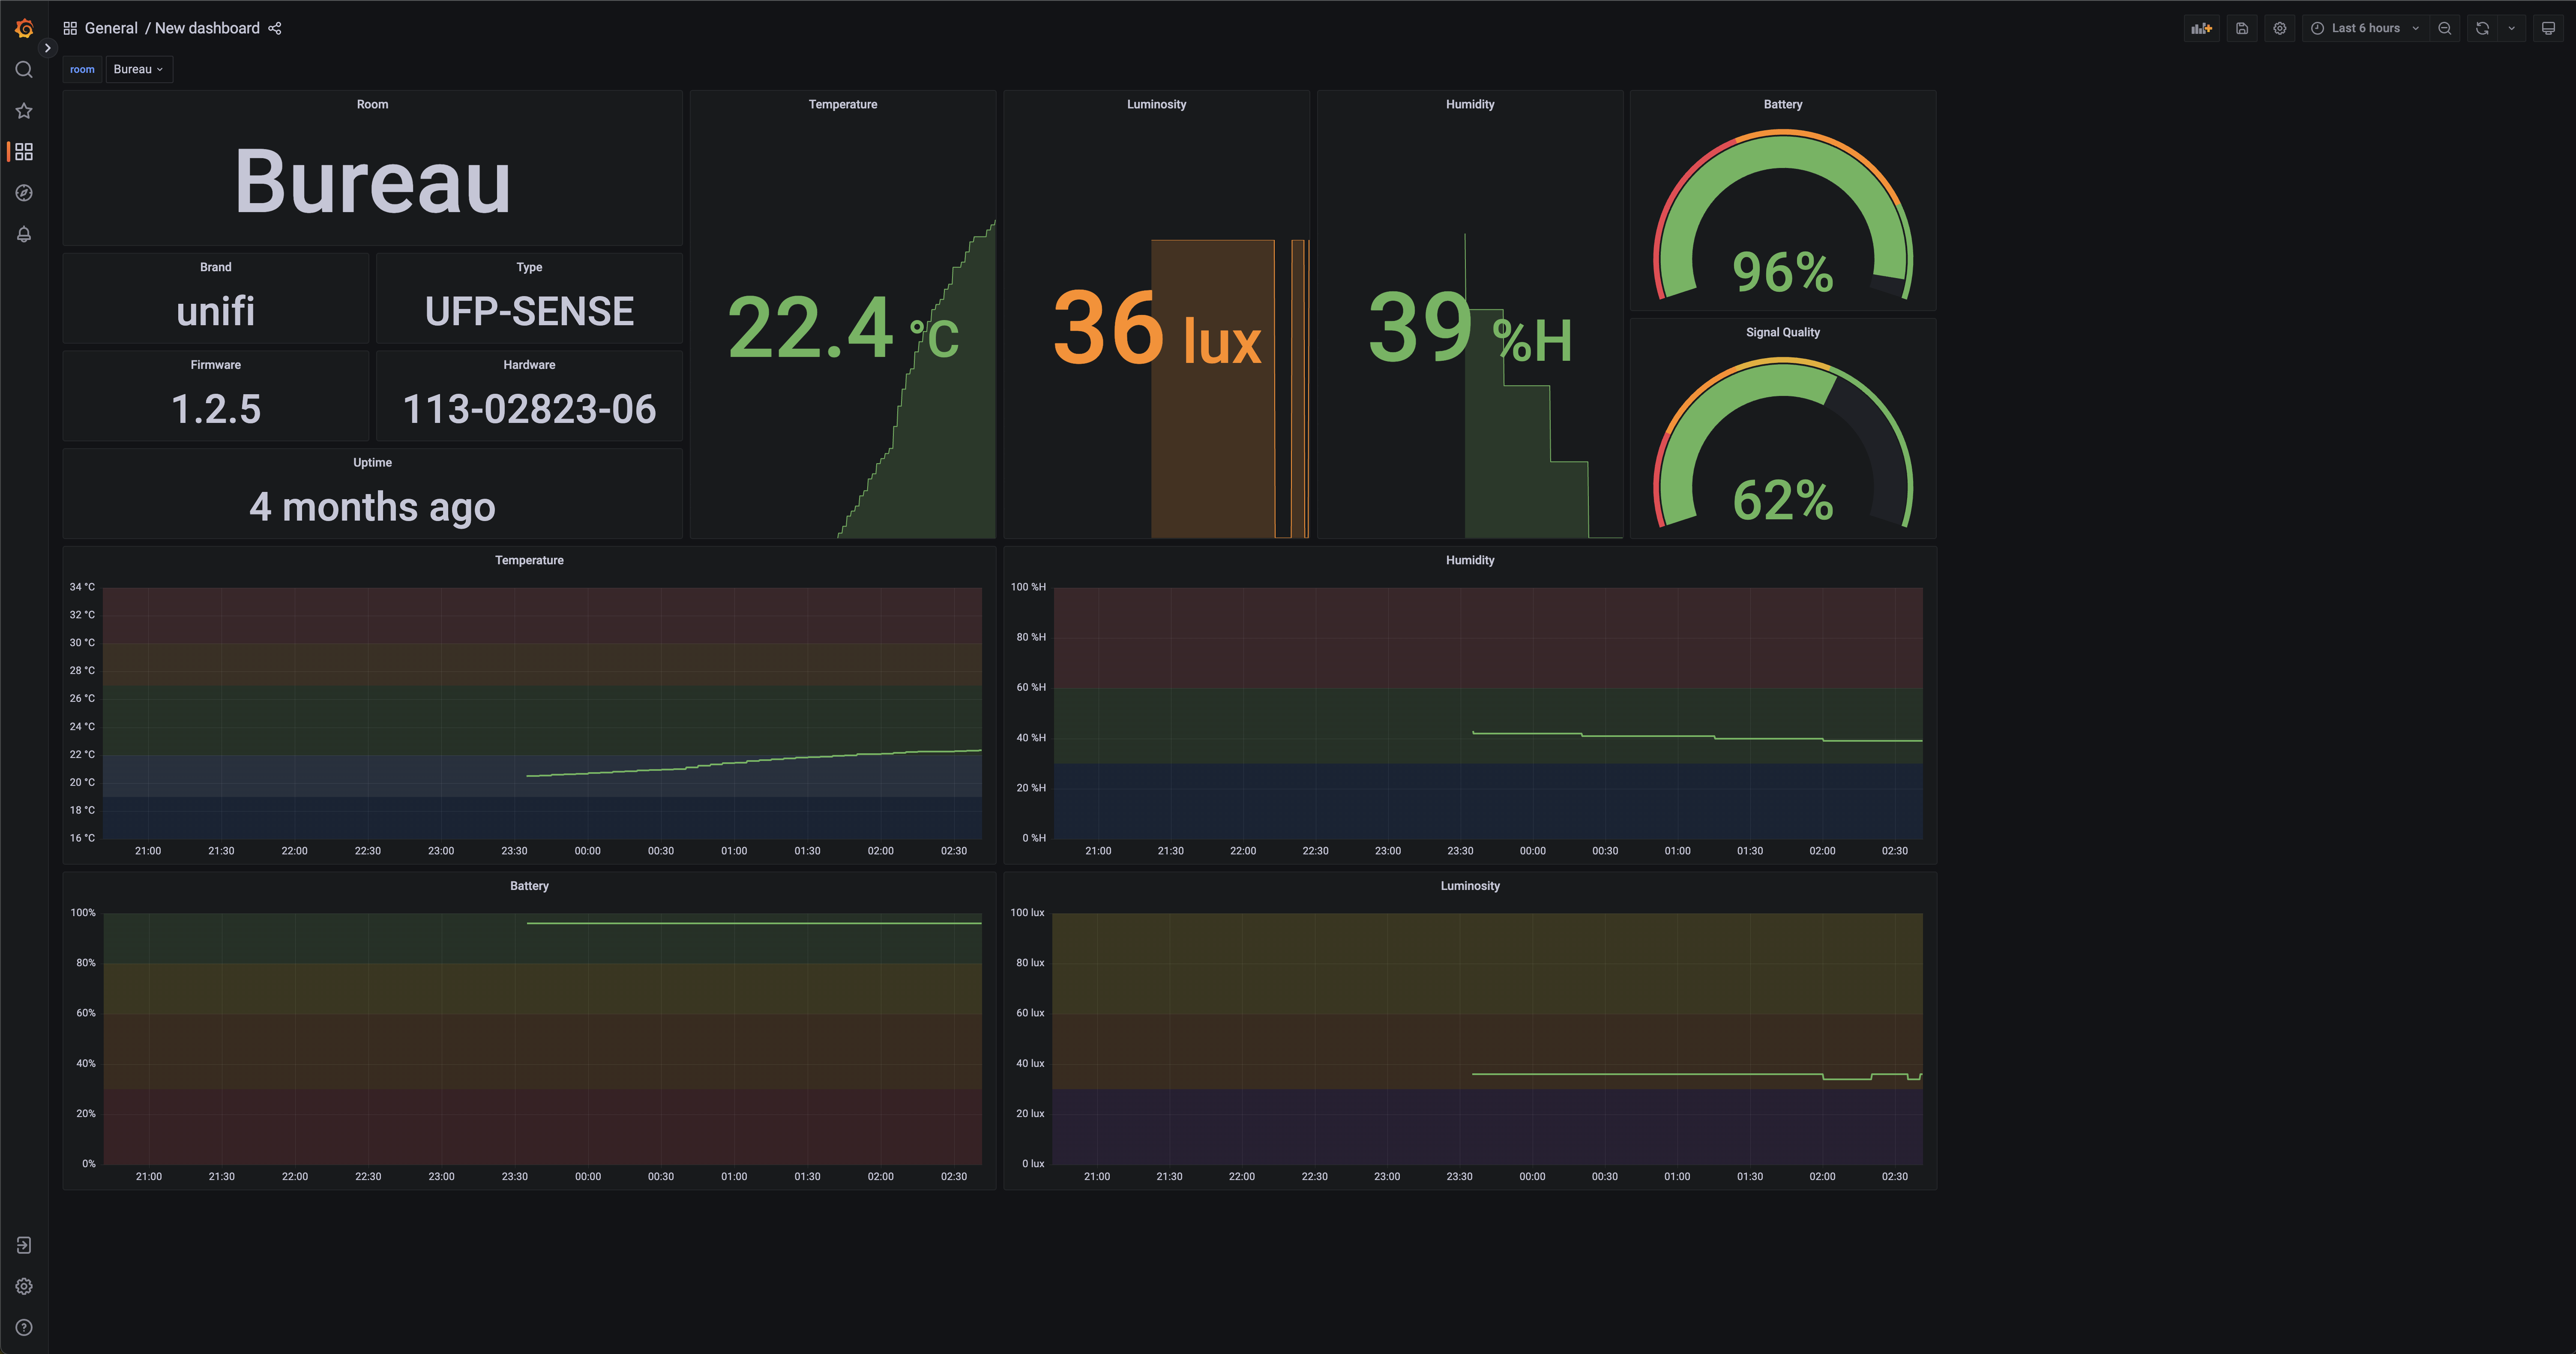 General / New dashboard
Last 6 hours
room Bureau
Room
Bureau
Brand
unifi
Type
UFP-SENSE
Firmware
1.2.5
Hardware
113-02823-06
Uptime
4 months ago
Temperature
22.4 °C
Luminosity
36 lux
Humidity
39 %H
Battery
96%
Signal Quality
62%
Temperature
34 °C
32 °C
30 °C
28 °C
26 °C
24 °C
22 °C
20 °C
18 °C
16 °C
21:00 21:30 22:00 22:30 23:00 23:30 00:00 00:30 01:00 01:30 02:00 02:30
Humidity
100 %H
80 %H
60 %H
40 %H
20 %H
0 %H
21:00 21:30 22:00 22:30 23:00 23:30 00:00 00:30 01:00 01:30 02:00 02:30
Battery
100%
80%
60%
40%
20%
0%
21:00 21:30 22:00 22:30 23:00 23:30 00:00 00:30 01:00 01:30 02:00 02:30
Luminosity
100 lux
80 lux
60 lux
40 lux
20 lux
0 lux
21:00 21:30 22:00 22:30 23:00 23:30 00:00 00:30 01:00 01:30 02:00 02:30